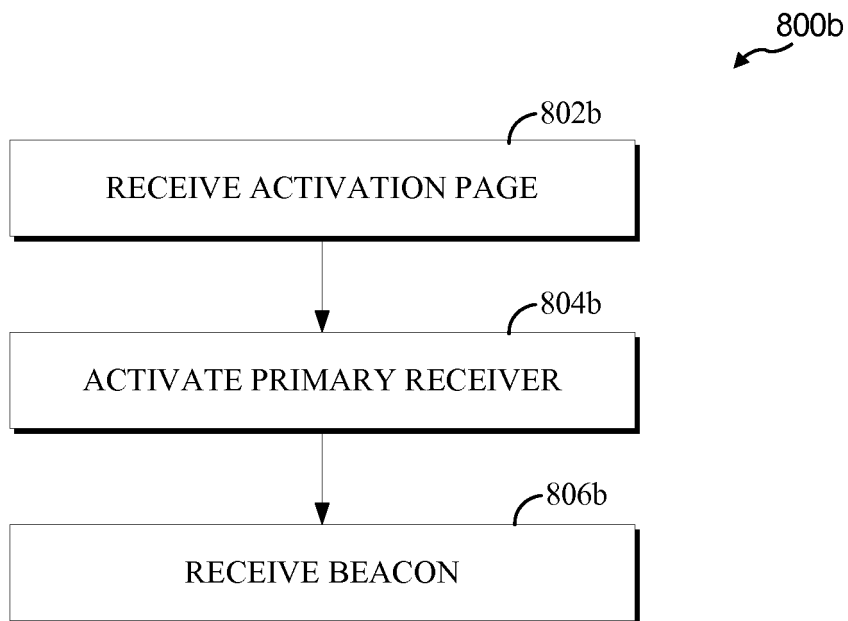 800b
802b
RECEIVE ACTIVATION PAGE
804b
ACTIVATE PRIMARY RECEIVER
806b
RECEIVE BEACON